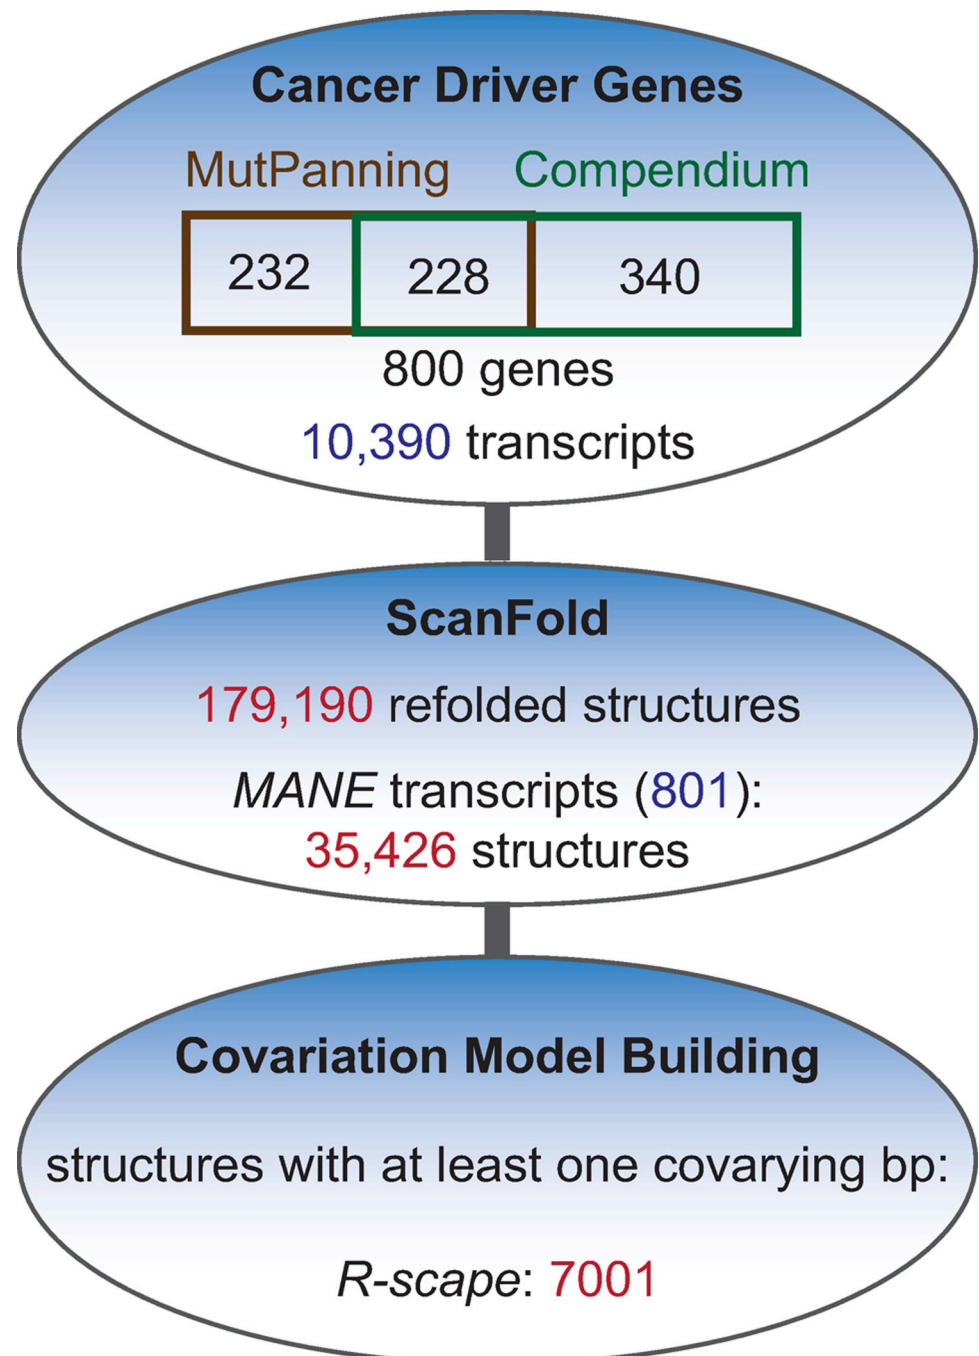 Cancer Driver Genes
MutPanning Compendium
232 228 340
800 genes
10,390 transcripts
ScanFold
179,190 refolded structures
MANE transcripts (801):
35,426 structures
Covariation Model Building
structures with at least one covarying bp:
R-scape: 7001